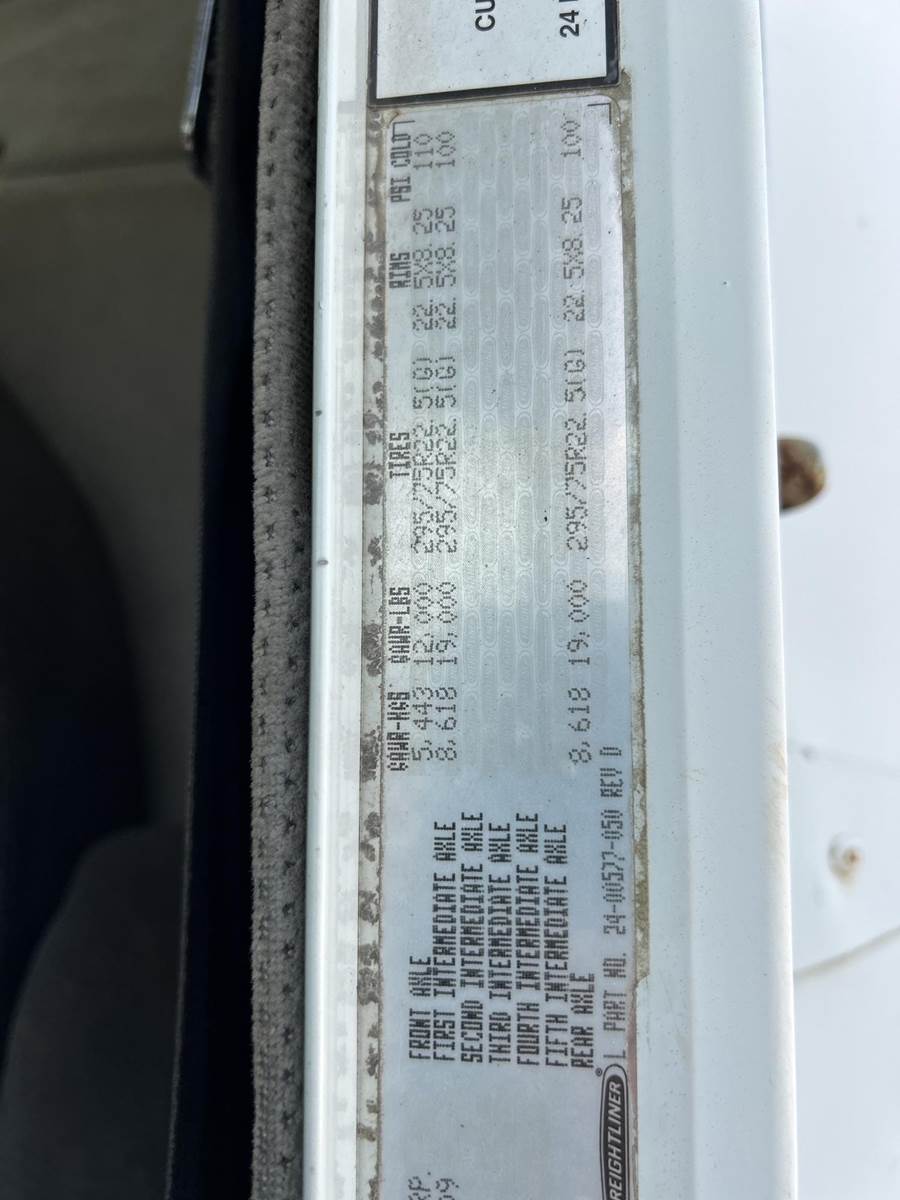 CU
24
GAWR-KGS GAWR-LBS TIRES RIMS PSI COLD
FRONT AXLE 5,443 12,000 295/75R22.5(G) 22.5X8.25 110
FIRST INTERMEDIATE AXLE 8,618 19,000 295/75R22.5(G) 22.5X8.25 100
SECOND INTERMEDIATE AXLE
THIRD INTERMEDIATE AXLE
FOURTH INTERMEDIATE AXLE
FIFTH INTERMEDIATE AXLE
REAR AXLE 8,618 19,000 295/75R22.5(G) 22.5X8.25 100
PART NO. 24-00577-050 REV D
RP.
69
REIGHTLINER